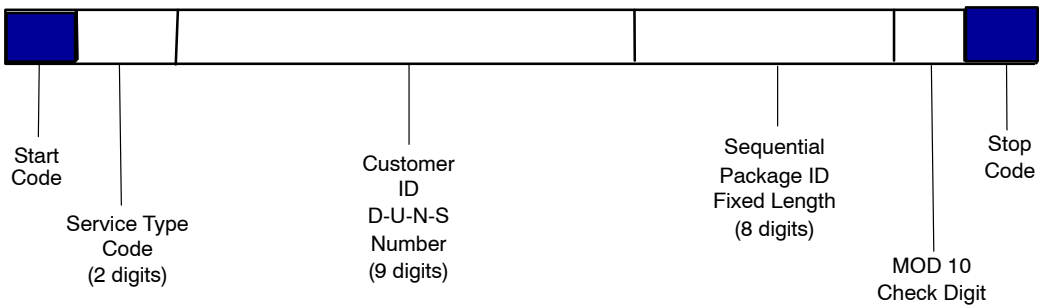 Start
Code
Service Type
Code
(2 digits)
Customer
ID
D-U-N-S
Number
(9 digits)
Sequential
Package ID
Fixed Length
(8 digits)
MOD 10
Check Digit
Stop
Code